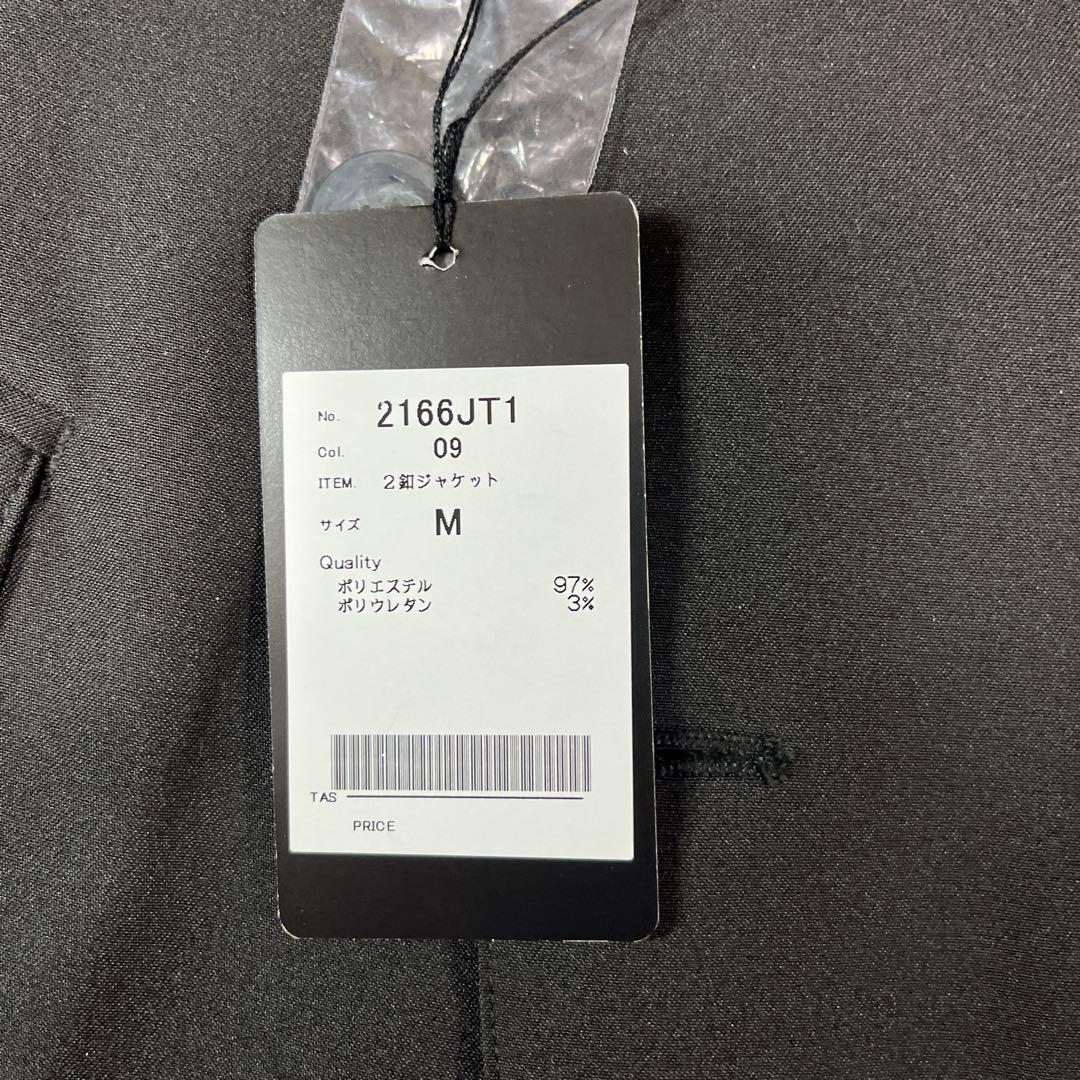 No. 2166JT1
Col. 09
ITEM. 2釦ジャケット
サイズ M
Quality
ポリエステル 97%
ポリウレタン 3%
TAS
PRICE